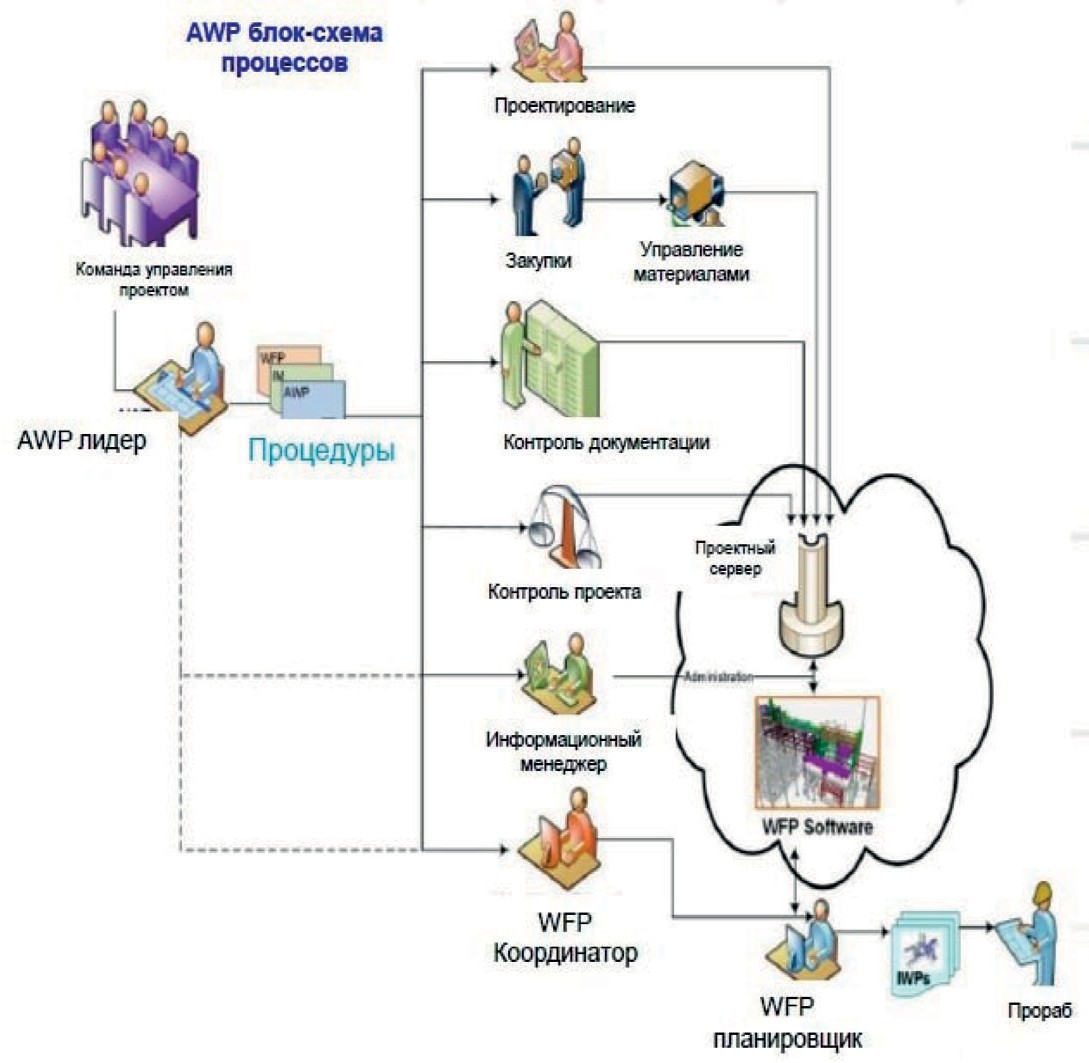 AWP блок-схема
процессов
Проектирование
Закупки
Управление
материалами
Команда управления
проектом
WFP
IM
AWP
AWP лидер
Процедуры
Контроль документации
Проектный
сервер
Контроль проекта
Administration
Информационный
менеджер
WFP Software
WFP
Координатор
IWPs
WFP
планировщик
Прораб